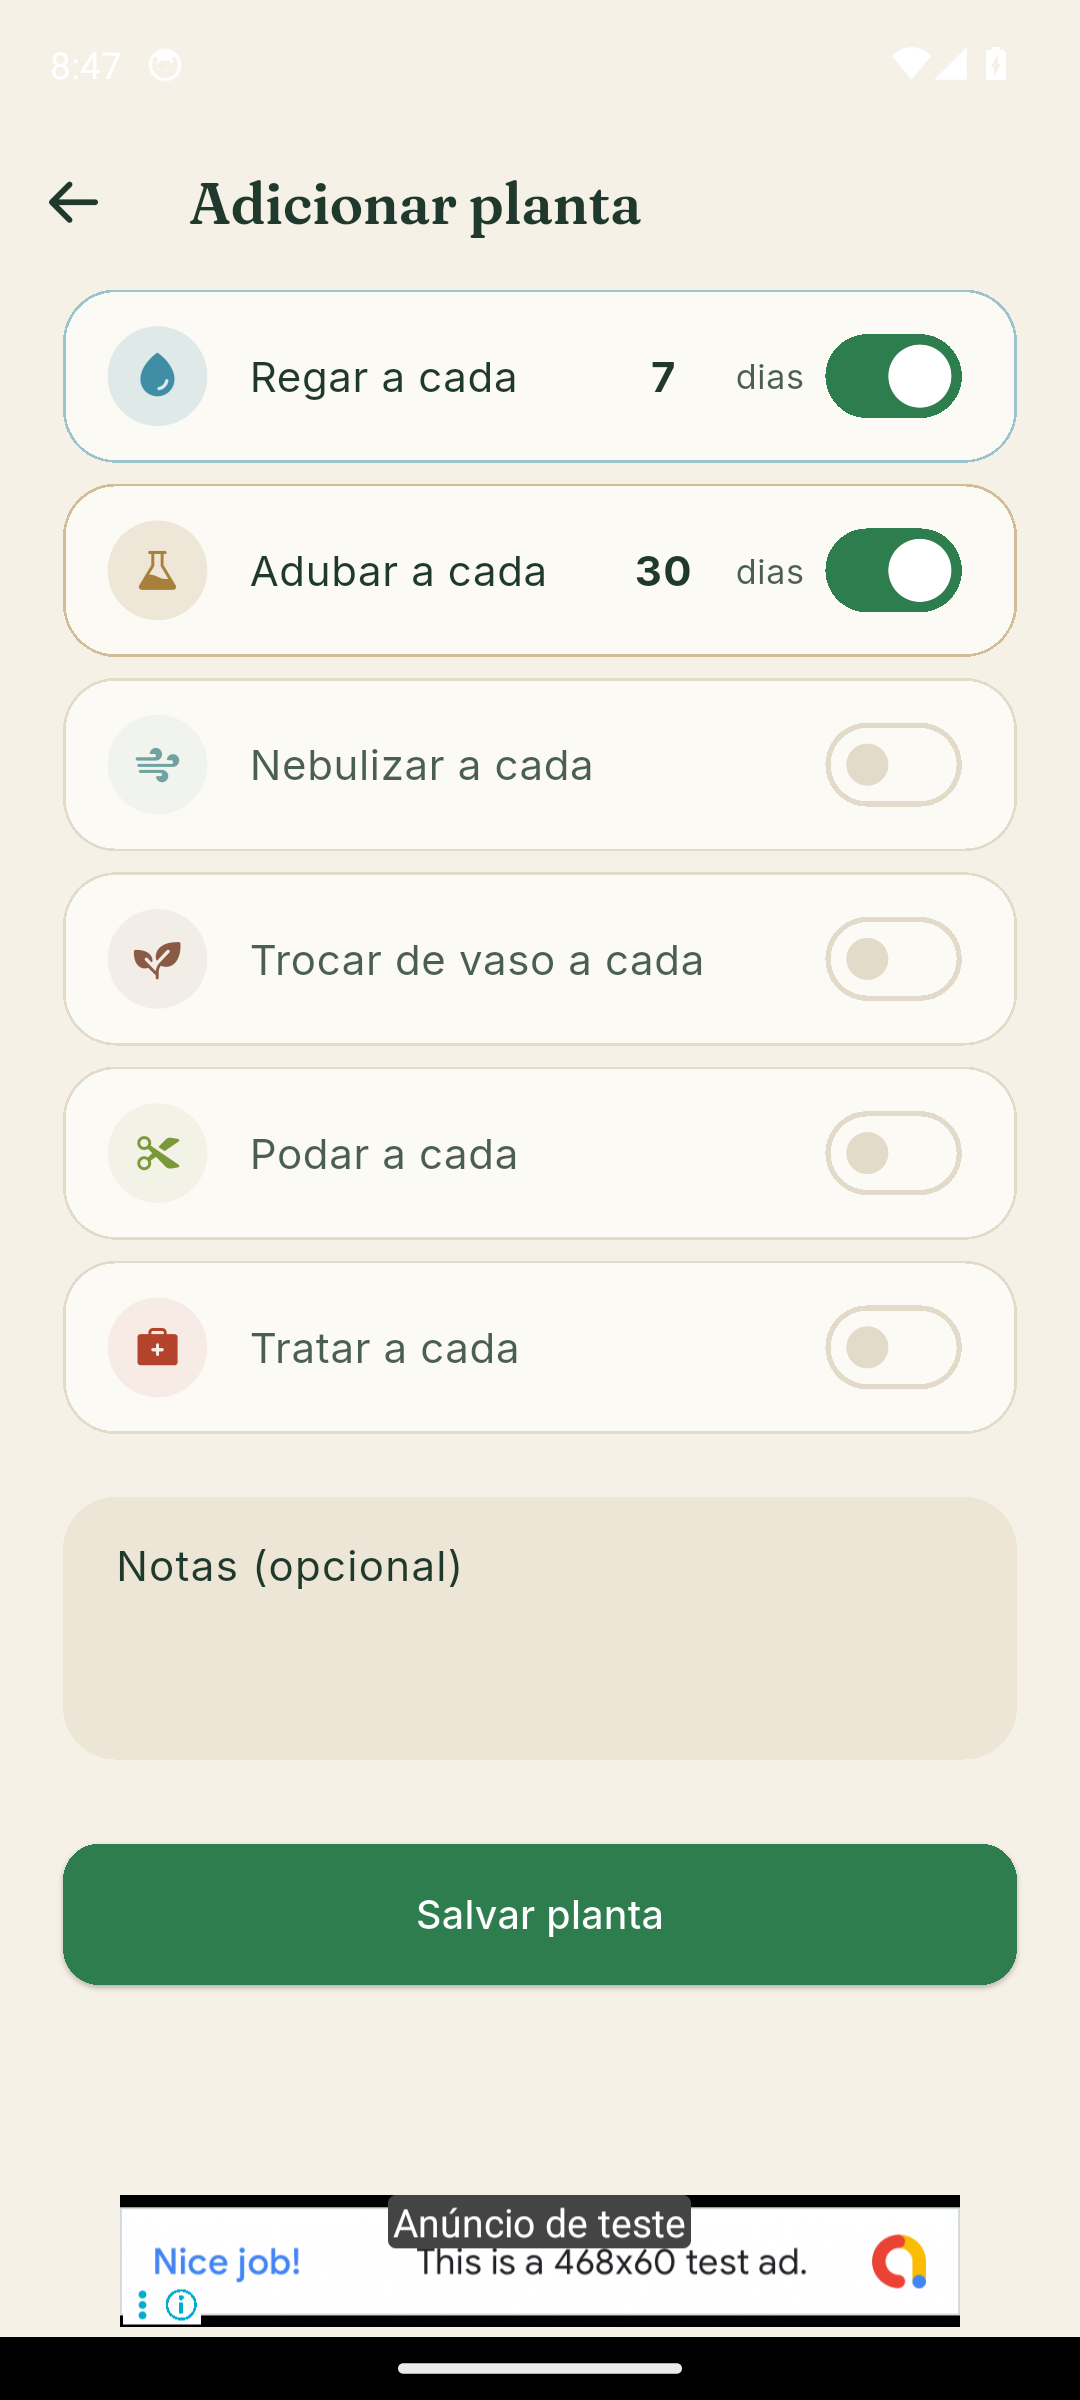 8:47
Adicionar planta
Regar a cada 7 dias
Adubar a cada 30 dias
Nebulizar a cada
Trocar de vaso a cada
Podar a cada
Tratar a cada
Notas (opcional)
Salvar planta
Anúncio de teste
Nice job! This is a 468x60 test ad.